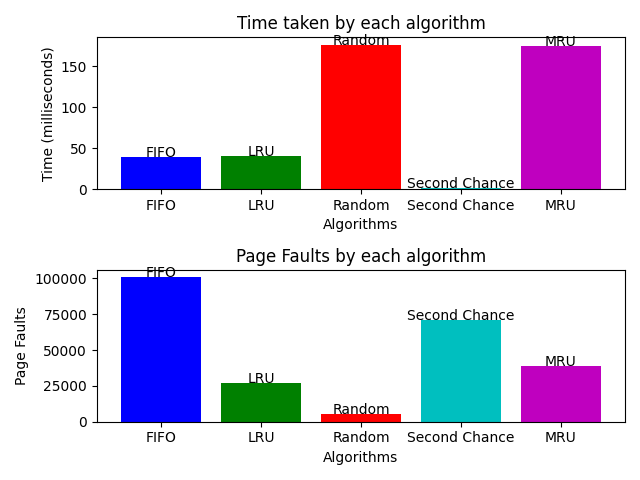 Time taken by each algorithm
Time (milliseconds)
150
100
50
0
FIFO
LRU
Random
Second Chance
MRU
FIFO LRU Random Second Chance MRU
Algorithms
Page Faults by each algorithm
Page Faults
100000
75000
50000
25000
0
FIFO
LRU
Random
Second Chance
MRU
FIFO LRU Random Second Chance MRU
Algorithms